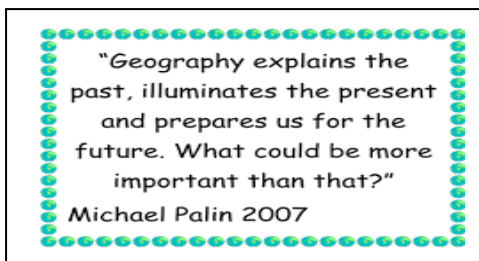 “Geography explains the
past, illuminates the present
and prepares us for the
future. What could be more
important than that?”
Michael Palin 2007